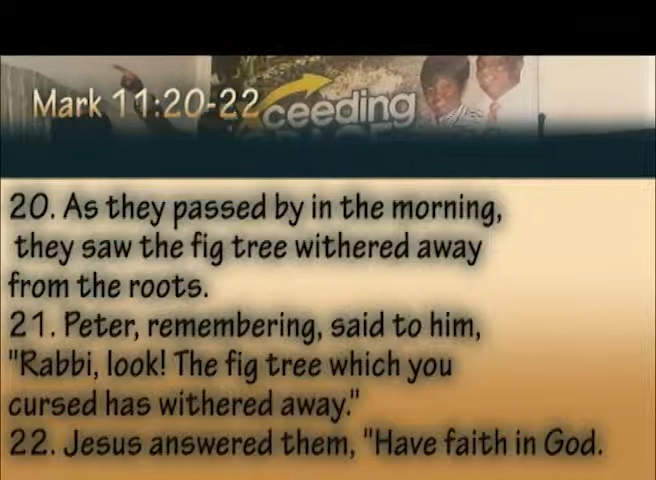 Mark 11:20-22
ceeding
20. As they passed by in the morning,
they saw the fig tree withered away
from the roots.
21. Peter, remembering, said to him,
"Rabbi, look! The fig tree which you
cursed has withered away."
22. Jesus answered them, "Have faith in God.